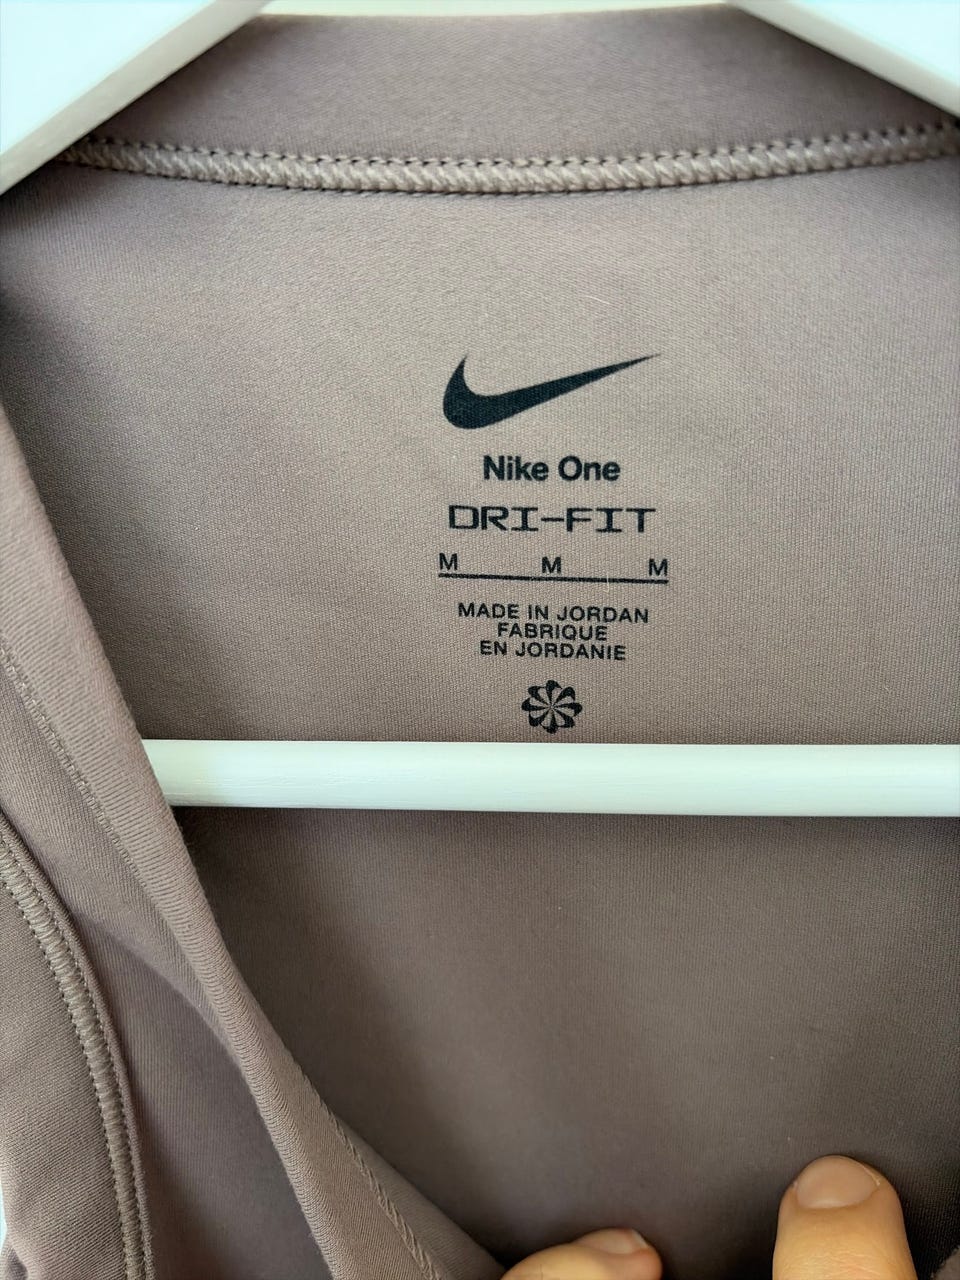 Nike One
DRI-FIT
M M M
MADE IN JORDAN
FABRIQUE
EN JORDANIE